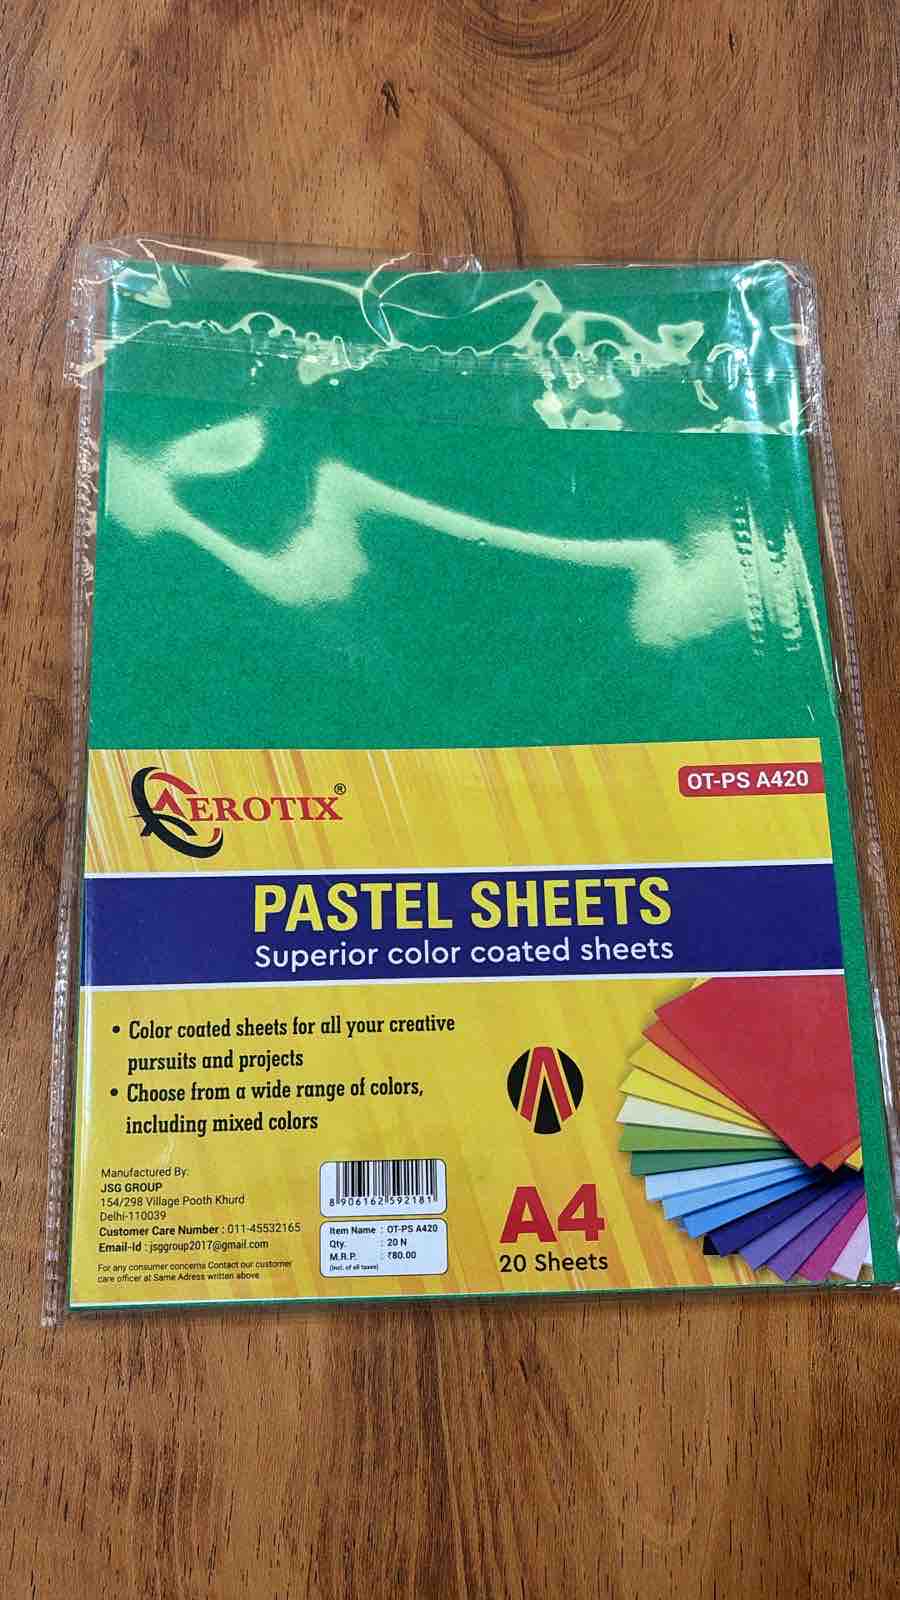 AEROTIX®
OT-PS A420
PASTEL SHEETS
Superior color coated sheets
• Color coated sheets for all your creative
pursuits and projects
• Choose from a wide range of colors,
including mixed colors
Manufactured By:
JSG GROUP
154/298 Village Pooth Khurd
Delhi-110039
Customer Care Number : 011-45532165
Email-Id : jsggroup2017@gmail.com
For any consumer concerns Contact our customer
care officer at Same Adress written above
8 906162 592181
Item Name : OT-PS A420
Qty. : 20 N
M.R.P. : ₹80.00
(incl. of all taxes)
A4
20 Sheets